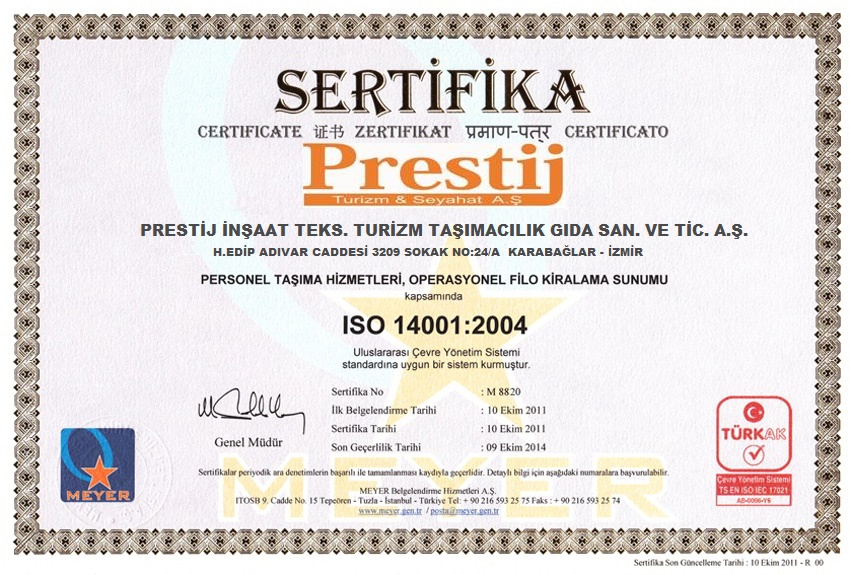 SERTİFİKA
CERTIFICATE 证书 ZERTIFIKAT प्रमाण-पत्र CERTIFICATO
Prestij
Turizm & Seyahat A.Ş
PRESTİJ İNŞAAT TEKS. TURİZM TAŞIMACILIK GIDA SAN. VE TİC. A.Ş.
H.EDİP ADIVAR CADDESİ 3209 SOKAK NO:24/A KARABAĞLAR - İZMİR
PERSONEL TAŞIMA HİZMETLERİ, OPERASYONEL FİLO KİRALAMA SUNUMU
kapsamında
ISO 14001:2004
Uluslararası Çevre Yönetim Sistemi
standardına uygun bir sistem kurmuştur.
Sertifika No : M 8820
İlk Belgelendirme Tarihi : 10 Ekim 2011
Sertifika Tarihi : 10 Ekim 2011
Son Geçerlilik Tarihi : 09 Ekim 2014
Genel Müdür
MEYER
TÜRKAK
Çevre Yönetim Sistemi
TS EN ISO IEC 17021
AB-0006-YS
Sertifikalar periyodik ara denetimlerin başarılı ile tamamlanması kaydıyla geçerlidir. Detaylı bilgi için aşağıdaki numaralara başvurulabilir.
MEYER Belgelendirme Hizmetleri A.Ş.
ITOSB 9. Cadde No. 15 Tepeören - Tuzla - İstanbul - Türkiye Tel: + 90 216 593 25 75 Faks : + 90 216 593 25 74
www.meyer.gen.tr / posta@meyer.gen.tr
MEYER
Sertifika Son Güncelleme Tarihi : 10 Ekim 2011 - R 00